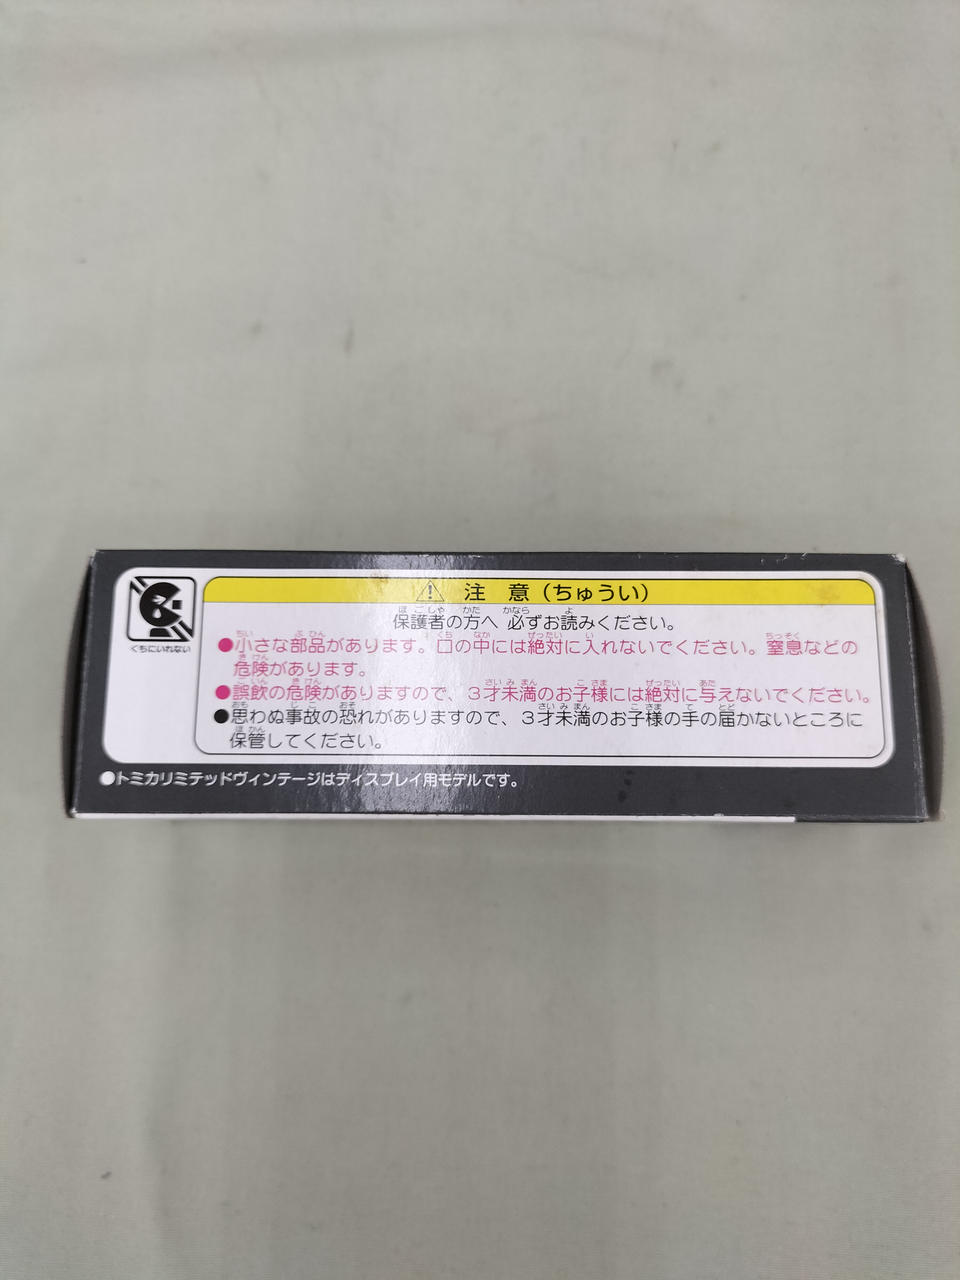 ⚠ 注 意(ちゅうい)
保護者の方へ 必ずお読みください。
●小さな部品があります。口の中には絶対に入れないでください。窒息などの
危険があります。
●誤飲の危険がありますので、3才未満のお子様には絶対に与えないでください。
●思わぬ事故の恐れがありますので、3才未満のお子様の手の届かないところに
保管してください。
くちにいれない
●トミカリミテッドヴィンテージはディスプレイ用モデルです。